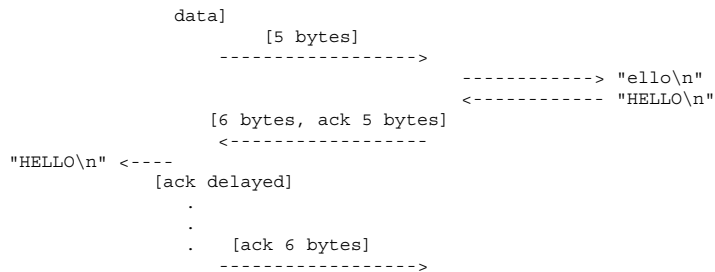 data]
[5 bytes]
------------------>
------------> "ello\n"
<------------ "HELLO\n"
[6 bytes, ack 5 bytes]
<------------------
"HELLO\n" <----
[ack delayed]
.
.
. [ack 6 bytes]
------------------>